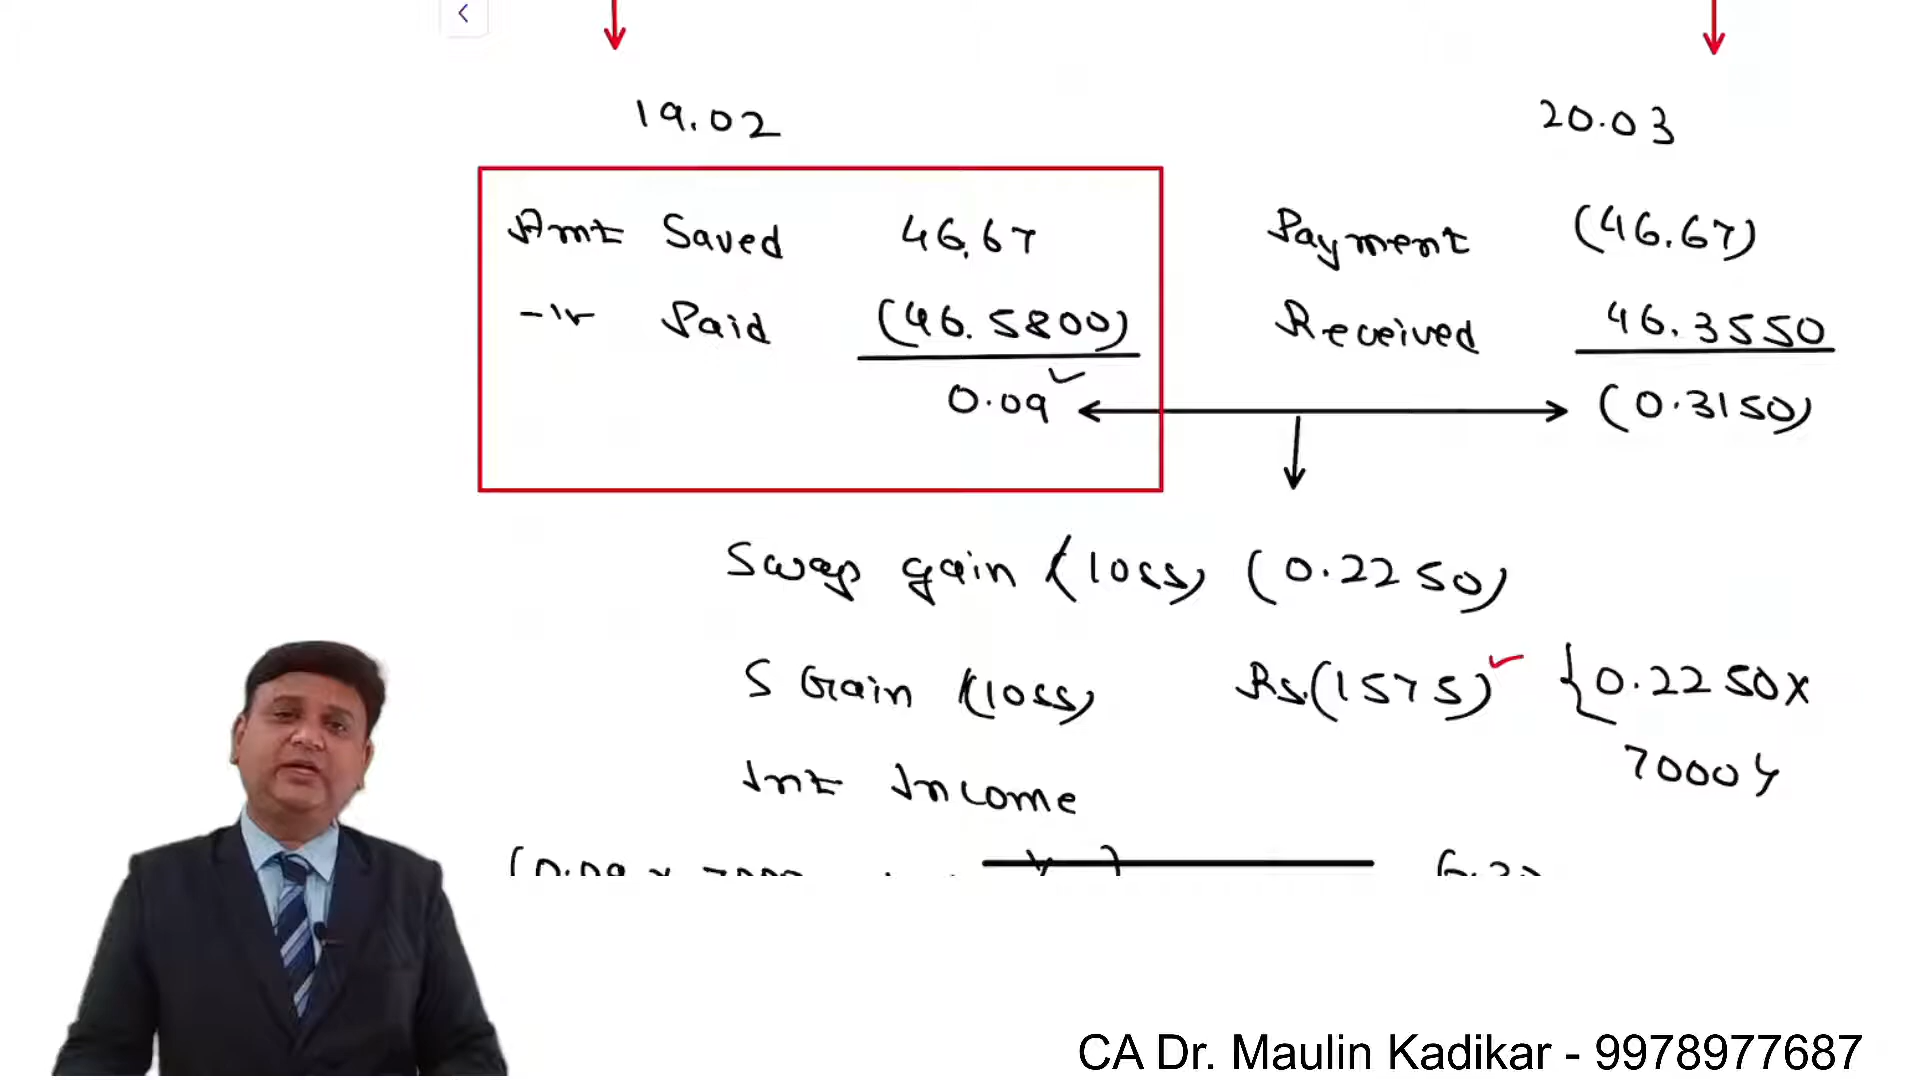 19.02
20.03
Amt Saved 46.67
Payment (46.67)
Paid (46.5800)
Received 46.3550
0.09
(0.3150)
Swap gain (loss) (0.2250)
S Gain (loss) Rs.(1575) {0.2250x
7000}
Int Income
CA Dr. Maulin Kadikar - 9978977687